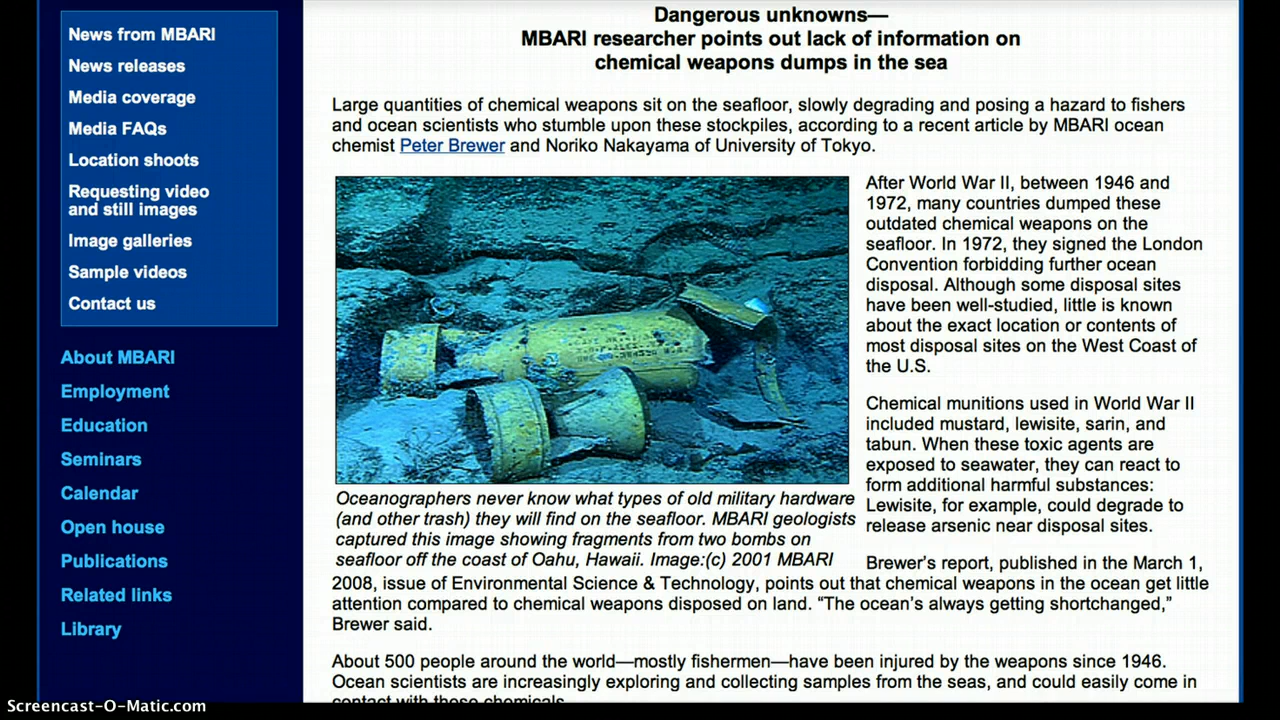 News from MBARI
News releases
Media coverage
Media FAQs
Location shoots
Requesting video
and still images
Image galleries
Sample videos
Contact us
About MBARI
Employment
Education
Seminars
Calendar
Open house
Publications
Related links
Library
Dangerous unknowns—
MBARI researcher points out lack of information on
chemical weapons dumps in the sea
Large quantities of chemical weapons sit on the seafloor, slowly degrading and posing a hazard to fishers
and ocean scientists who stumble upon these stockpiles, according to a recent article by MBARI ocean
chemist Peter Brewer and Noriko Nakayama of University of Tokyo.
Oceanographers never know what types of old military hardware
(and other trash) they will find on the seafloor. MBARI geologists
captured this image showing fragments from two bombs on
seafloor off the coast of Oahu, Hawaii. Image:(c) 2001 MBARI
After World War II, between 1946 and
1972, many countries dumped these
outdated chemical weapons on the
seafloor. In 1972, they signed the London
Convention forbidding further ocean
disposal. Although some disposal sites
have been well-studied, little is known
about the exact location or contents of
most disposal sites on the West Coast of
the U.S.
Chemical munitions used in World War II
included mustard, lewisite, sarin, and
tabun. When these toxic agents are
exposed to seawater, they can react to
form additional harmful substances:
Lewisite, for example, could degrade to
release arsenic near disposal sites.
Brewer's report, published in the March 1,
2008, issue of Environmental Science & Technology, points out that chemical weapons in the ocean get little
attention compared to chemical weapons disposed on land. “The ocean's always getting shortchanged,”
Brewer said.
About 500 people around the world—mostly fishermen—have been injured by the weapons since 1946.
Ocean scientists are increasingly exploring and collecting samples from the seas, and could easily come in
contact with these chemicals.
Screencast-O-Matic.com